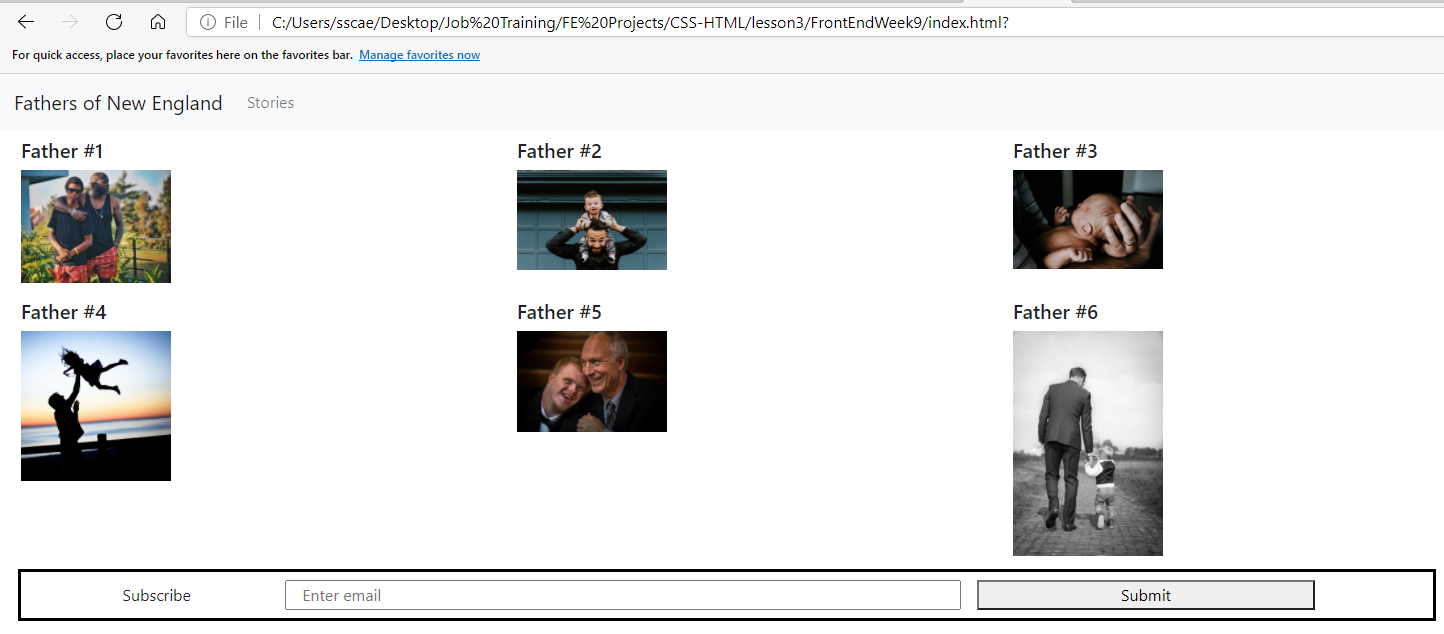 File C:/Users/sscae/Desktop/Job%20Training/FE%20Projects/CSS-HTML/lesson3/FrontEndWeek9/index.html?
For quick access, place your favorites here on the favorites bar. Manage favorites now
Fathers of New England Stories
Father #1 Father #2 Father #3
Father #4 Father #5 Father #6
Subscribe Enter email Submit